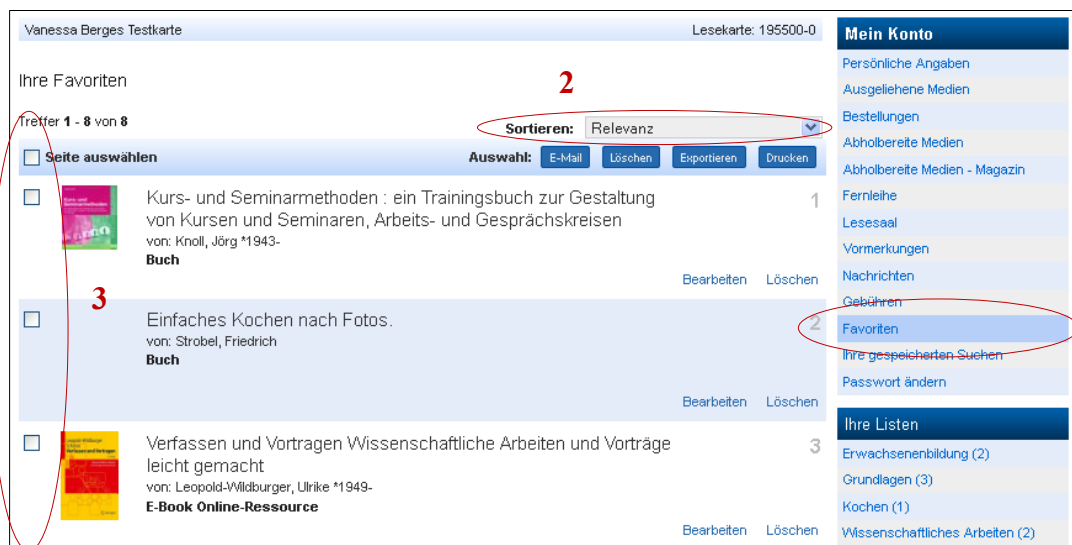 Vanessa Berges Testkarte
Lesekarte: 195500-0
Ihre Favoriten
2
Treffer 1 - 8 von 8
Sortieren: Relevanz
Seite auswählen
Auswahl: E-Mail Löschen Exportieren Drucken
Kurs- und Seminarmethoden : ein Trainingsbuch zur Gestaltung
von Kursen und Seminaren, Arbeits- und Gesprächskreisen
von: Knoll, Jörg *1943-
Buch
1
Bearbeiten Löschen
3
Einfaches Kochen nach Fotos.
von: Strobel, Friedrich
Buch
2
Bearbeiten Löschen
Verfassen und Vortragen Wissenschaftliche Arbeiten und Vorträge
leicht gemacht
von: Leopold-Wildburger, Ulrike *1949-
E-Book Online-Ressource
3
Bearbeiten Löschen
Mein Konto
Persönliche Angaben
Ausgeliehene Medien
Bestellungen
Abholbereite Medien
Abholbereite Medien - Magazin
Fernleihe
Lesesaal
Vormerkungen
Nachrichten
Gebühren
Favoriten
Ihre gespeicherten Suchen
Passwort ändern
Ihre Listen
Erwachsenenbildung (2)
Grundlagen (3)
Kochen (1)
Wissenschaftliches Arbeiten (2)